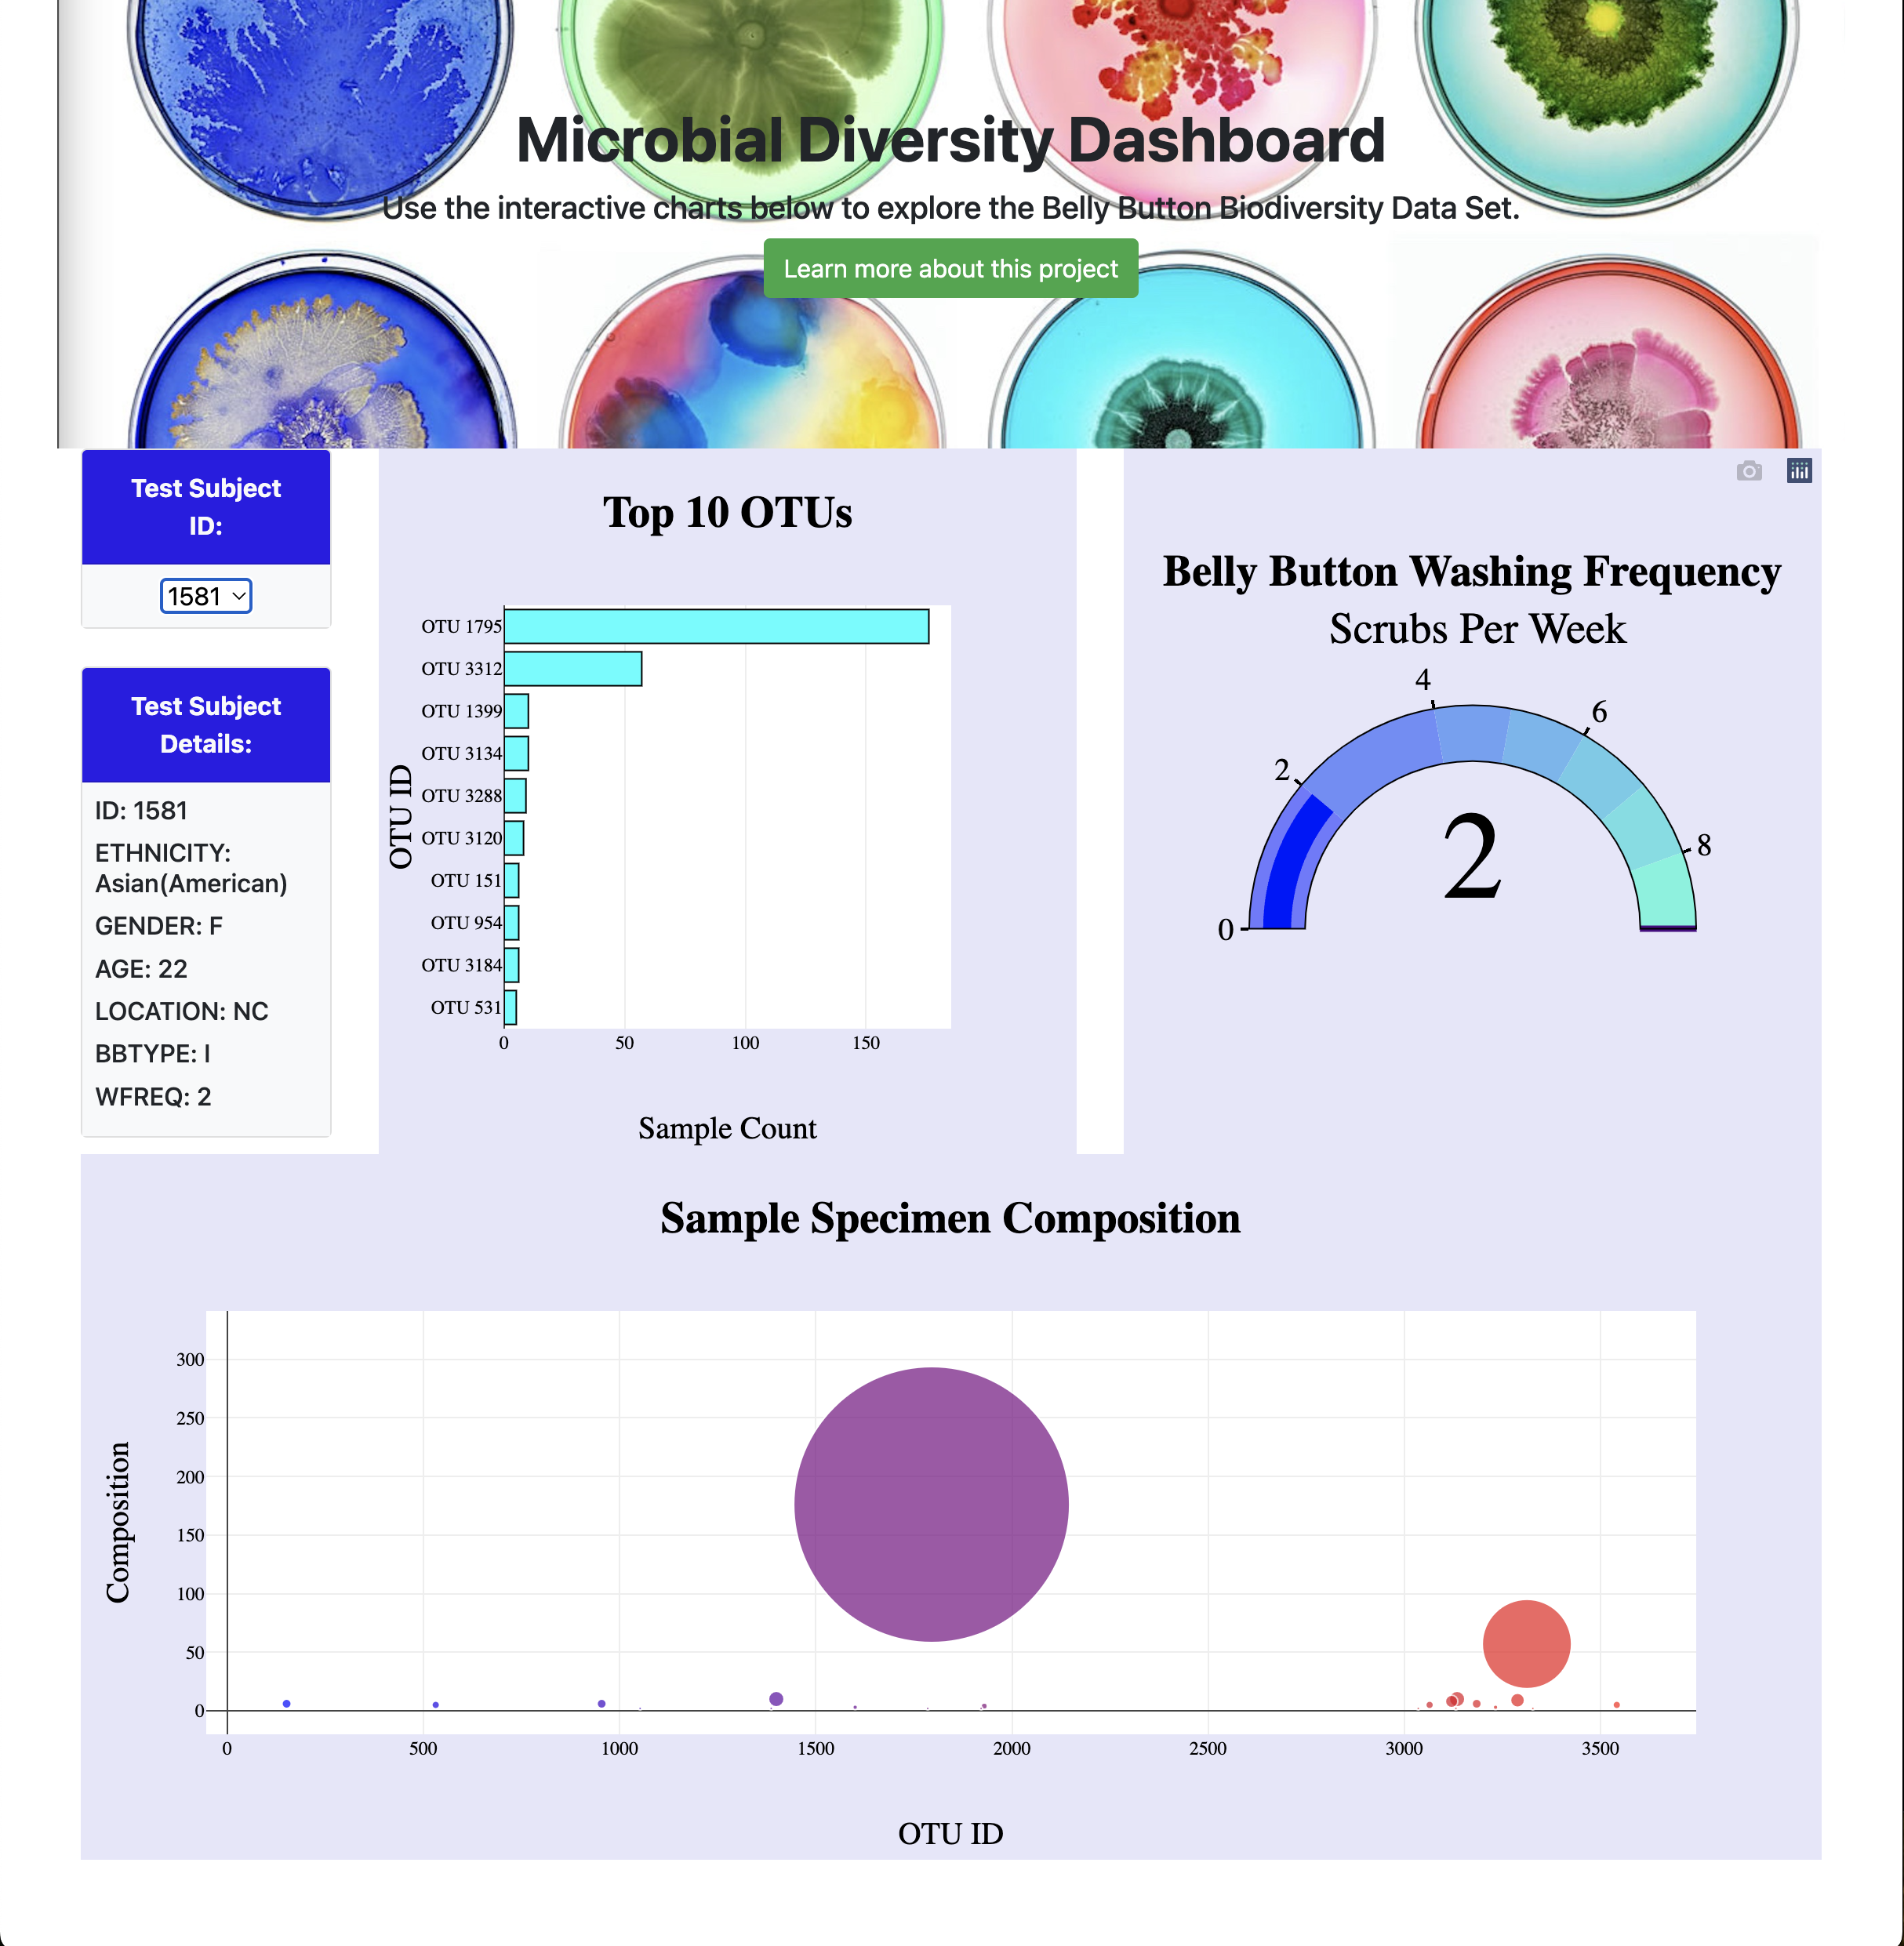 Microbial Diversity Dashboard
Use the interactive charts below to explore the Belly Button Biodiversity Data Set.
Learn more about this project
Test Subject
ID:
1581
Test Subject
Details:
ID: 1581
ETHNICITY:
Asian(American)
GENDER: F
AGE: 22
LOCATION: NC
BBTYPE: I
WFREQ: 2
Top 10 OTUs
OTU ID
OTU 1795
OTU 3312
OTU 1399
OTU 3134
OTU 3288
OTU 3120
OTU 151
OTU 954
OTU 3184
OTU 531
0 50 100 150
Sample Count
Belly Button Washing Frequency
Scrubs Per Week
0
2
4
6
8
2
Sample Specimen Composition
Composition
300
250
200
150
100
50
0
0 500 1000 1500 2000 2500 3000 3500
OTU ID